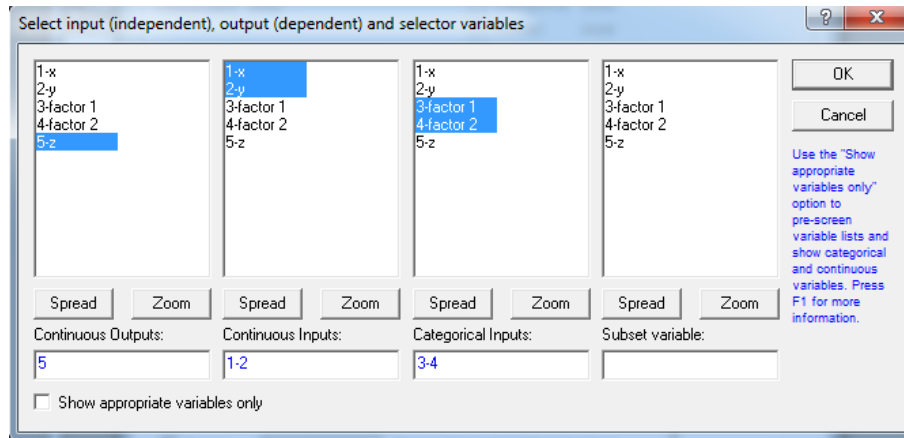 Select input (independent), output (dependent) and selector variables
?
X
1-x
2-y
3-factor 1
4-factor 2
5-z
1-x
2-y
3-factor 1
4-factor 2
5-z
1-x
2-y
3-factor 1
4-factor 2
5-z
1-x
2-y
3-factor 1
4-factor 2
5-z
OK
Cancel
Use the "Show
appropriate
variables only"
option to
pre-screen
variable lists and
show categorical
and continuous
variables. Press
F1 for more
information.
Spread Zoom Spread Zoom Spread Zoom Spread Zoom
Continuous Outputs: Continuous Inputs: Categorical Inputs: Subset variable:
5 1-2 3-4
Show appropriate variables only